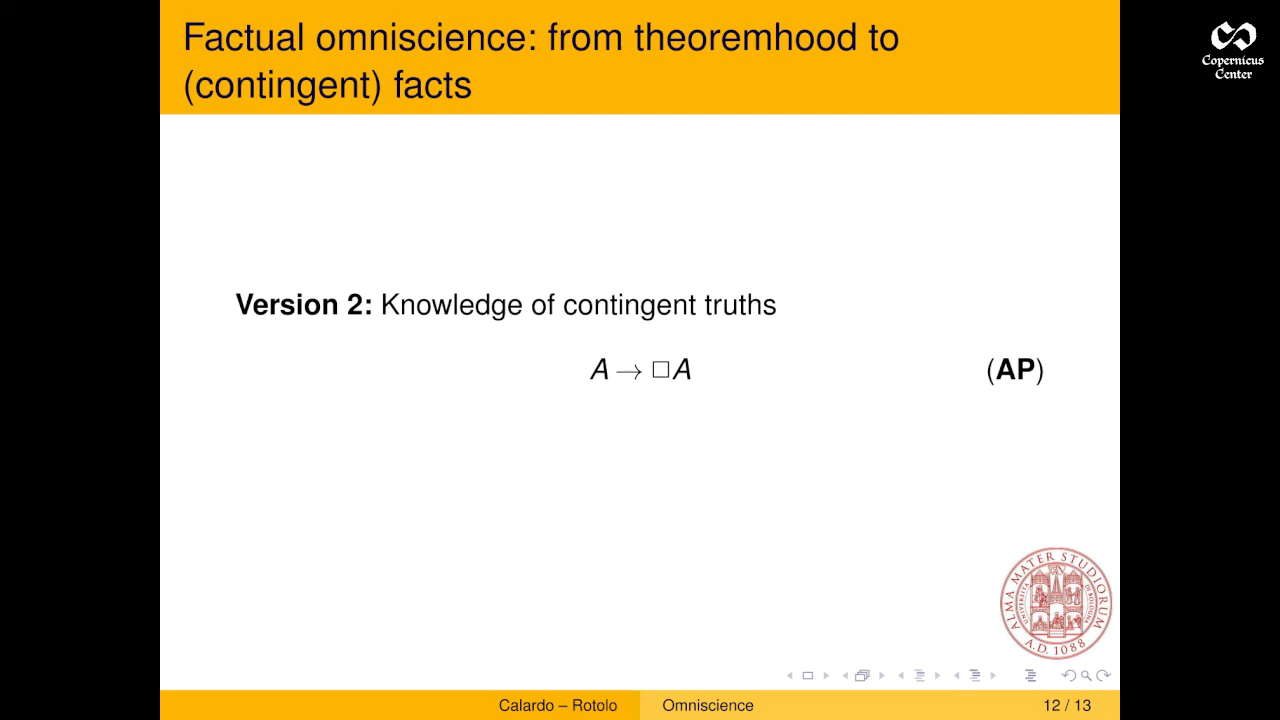 Factual omniscience: from theoremhood to
(contingent) facts
Copernicus
Center
Version 2: Knowledge of contingent truths
A → □A (AP)
ALMA MATER STUDIORUM
A.D. 1088
Calardo – Rotolo Omniscience 12 / 13